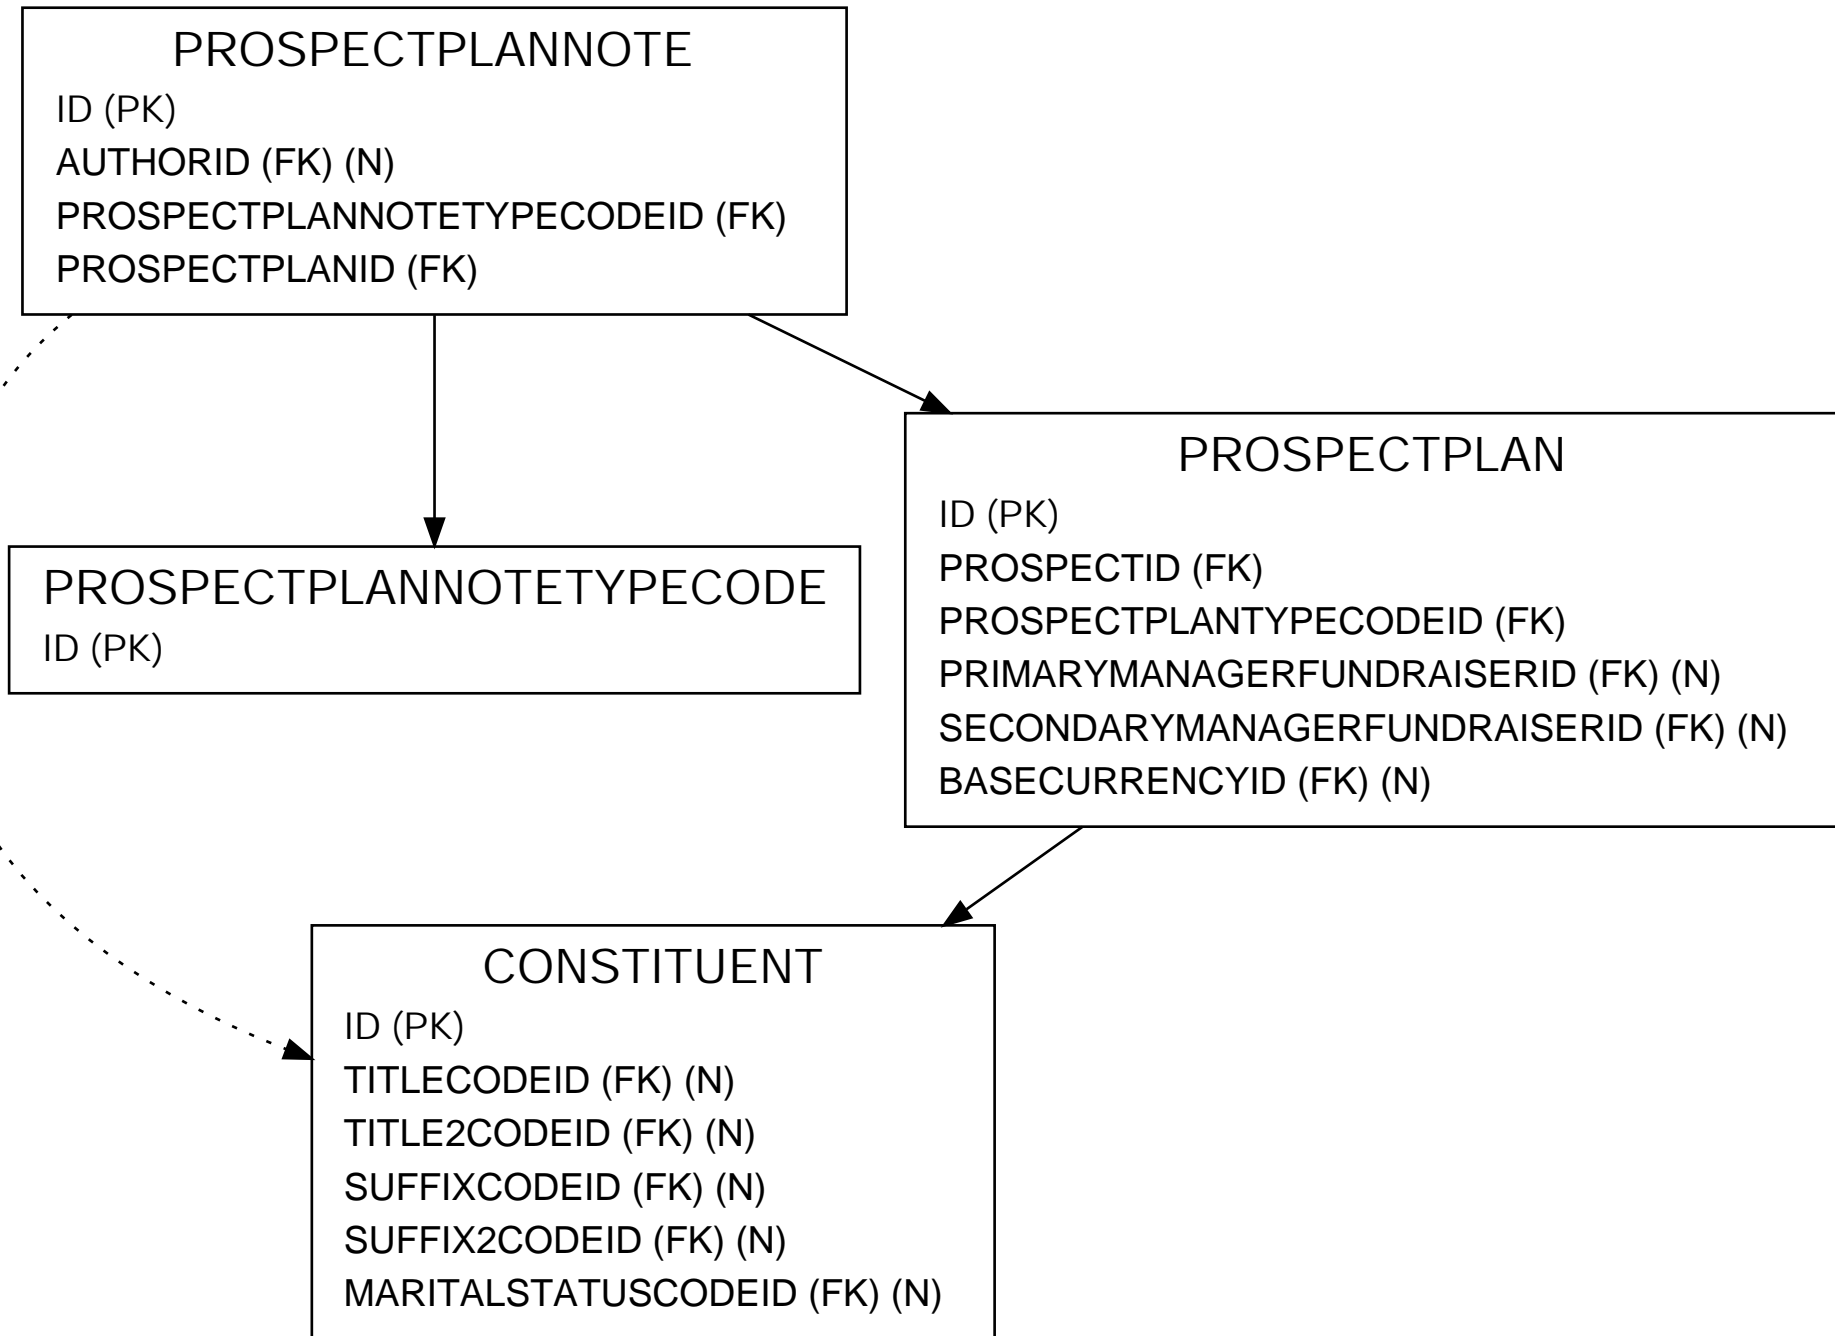 PROSPECTPLANNOTE
ID (PK)
AUTHORID (FK) (N)
PROSPECTPLANNOTETYPECODEID (FK)
PROSPECTPLANID (FK)
PROSPECTPLANNOTETYPECODE
ID (PK)
PROSPECTPLAN
ID (PK)
PROSPECTID (FK)
PROSPECTPLANTYPECODEID (FK)
PRIMARYMANAGERFUNDRAISERID (FK) (N)
SECONDARYMANAGERFUNDRAISERID (FK) (N)
BASECURRENCYID (FK) (N)
CONSTITUENT
ID (PK)
TITLECODEID (FK) (N)
TITLE2CODEID (FK) (N)
SUFFIXCODEID (FK) (N)
SUFFIX2CODEID (FK) (N)
MARITALSTATUSCODEID (FK) (N)